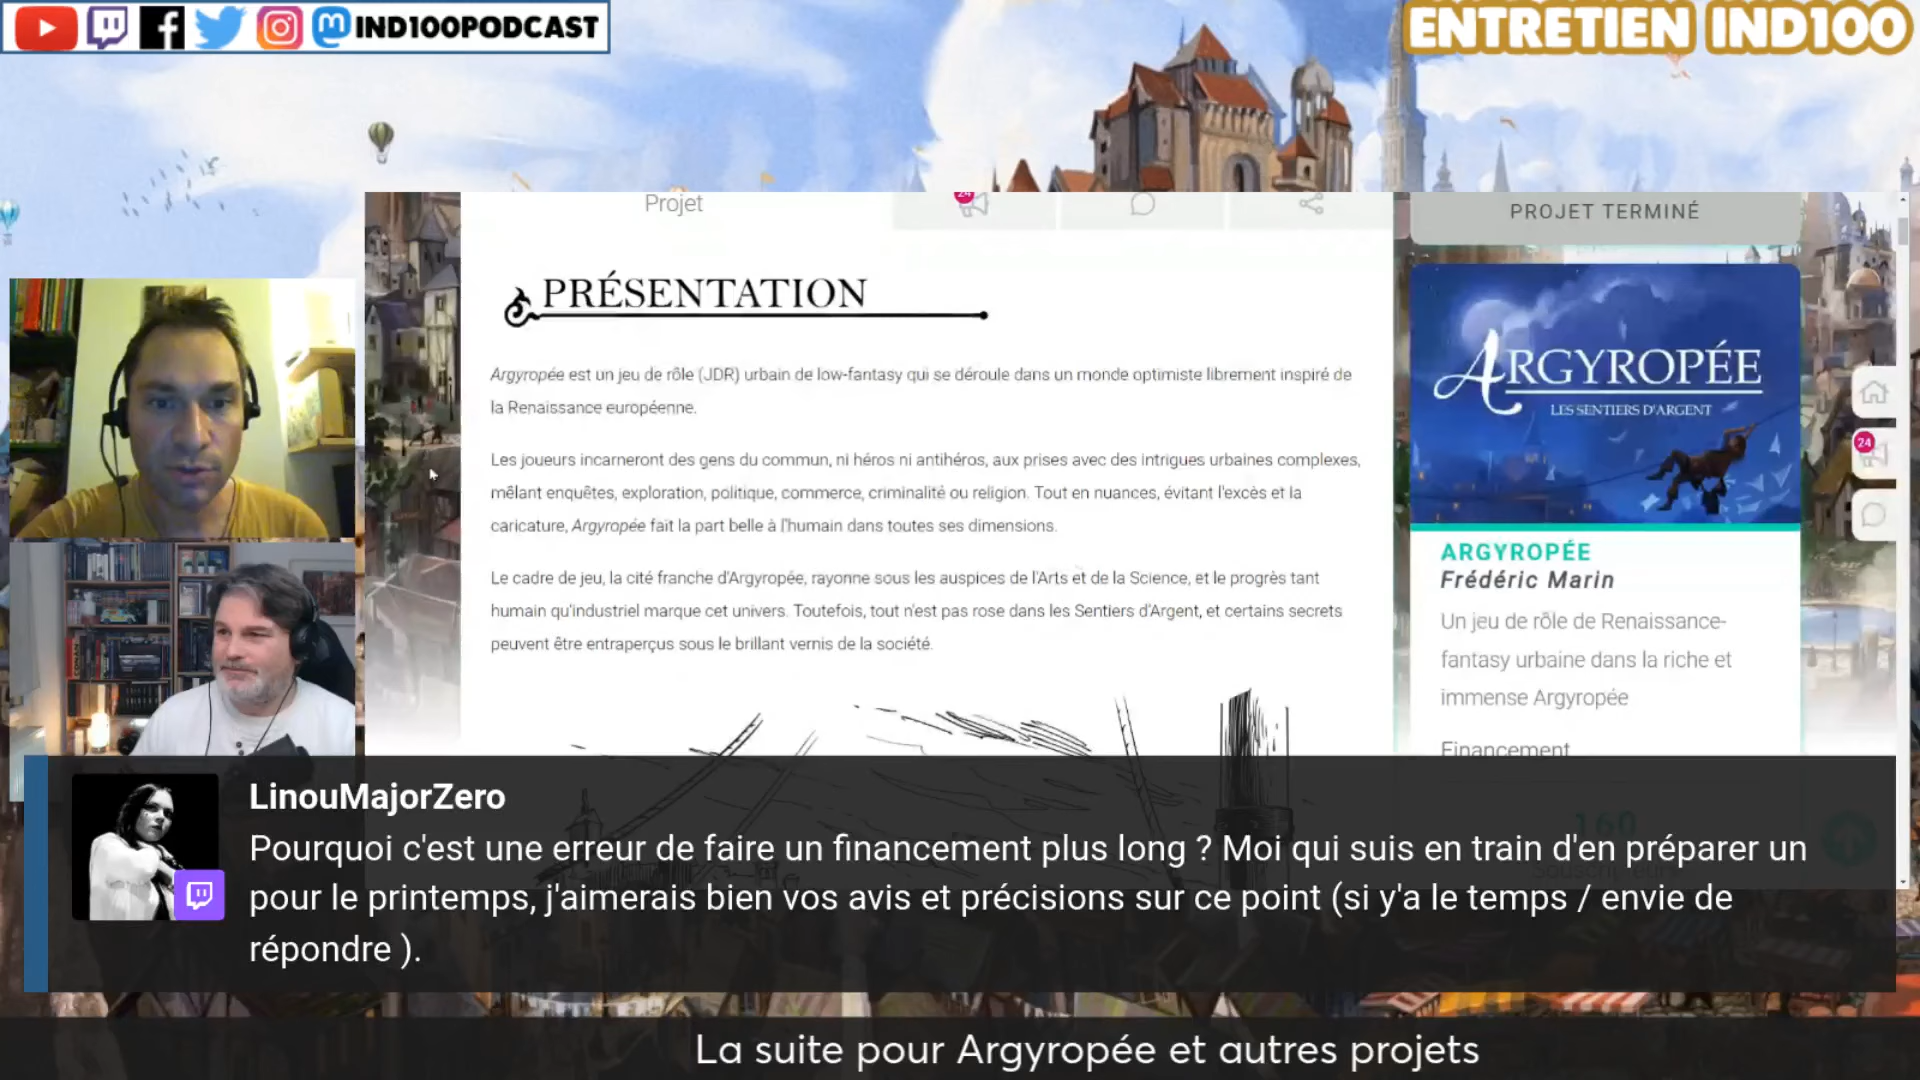 IND100PODCAST
ENTRETIEN IND100
Projet
24
PROJET TERMINÉ
PRÉSENTATION
Argyropée est un jeu de rôle (JDR) urbain de low-fantasy qui se déroule dans un monde optimiste librement inspiré de
la Renaissance européenne.
Les joueurs incarneront des gens du commun, ni héros ni antihéros, aux prises avec des intrigues urbaines complexes,
mêlant enquêtes, exploration, politique, commerce, criminalité ou religion. Tout en nuances, évitant l'excès et la
caricature, Argyropée fait la part belle à l'humain dans toutes ses dimensions.
Le cadre de jeu, la cité franche d'Argyropée, rayonne sous les auspices de l'Arts et de la Science, et le progrès tant
humain qu'industriel marque cet univers. Toutefois, tout n'est pas rose dans les Sentiers d'Argent, et certains secrets
peuvent être entraperçus sous le brillant vernis de la société.
ARGYROPÉE
LES SENTIERS D'ARGENT
24
ARGYROPÉE
Frédéric Marin
Un jeu de rôle de Renaissance-
fantasy urbaine dans la riche et
immense Argyropée
Financement
160
LinouMajorZero
Pourquoi c'est une erreur de faire un financement plus long ? Moi qui suis en train d'en préparer un
pour le printemps, j'aimerais bien vos avis et précisions sur ce point (si y'a le temps / envie de
répondre ).
La suite pour Argyropée et autres projets